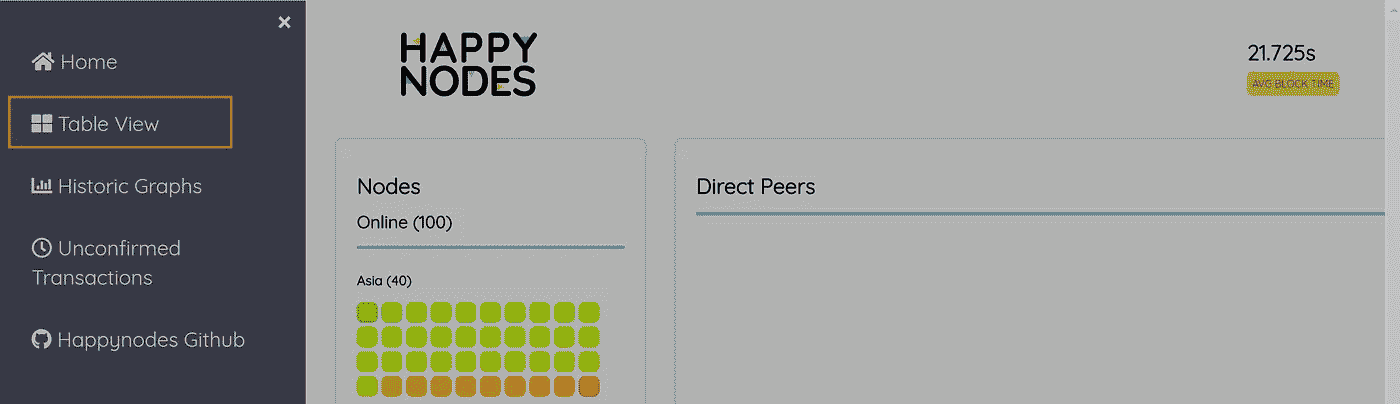 ×
Home
Table View
Historic Graphs
Unconfirmed
Transactions
Happynodes Github
HAPPY
NODES
21.725s
AVG BLOCK TIME
Nodes
Online (100)
Asia (40)
Direct Peers